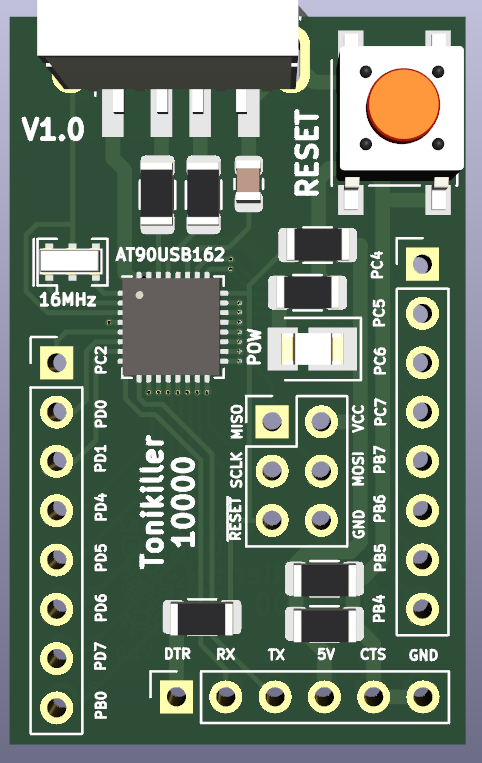 V1.0
RESET
AT90USB162
16MHz
POW
PC4
PC5
PC6
PC7
PB7
PB6
PB5
PB4
PC2
PD0
PD1
PD4
PD5
PD6
PD7
PB0
MISO
VCC
SCLK
MOSI
RESET
GND
Tonikiller
10000
DTR RX TX 5V CTS GND